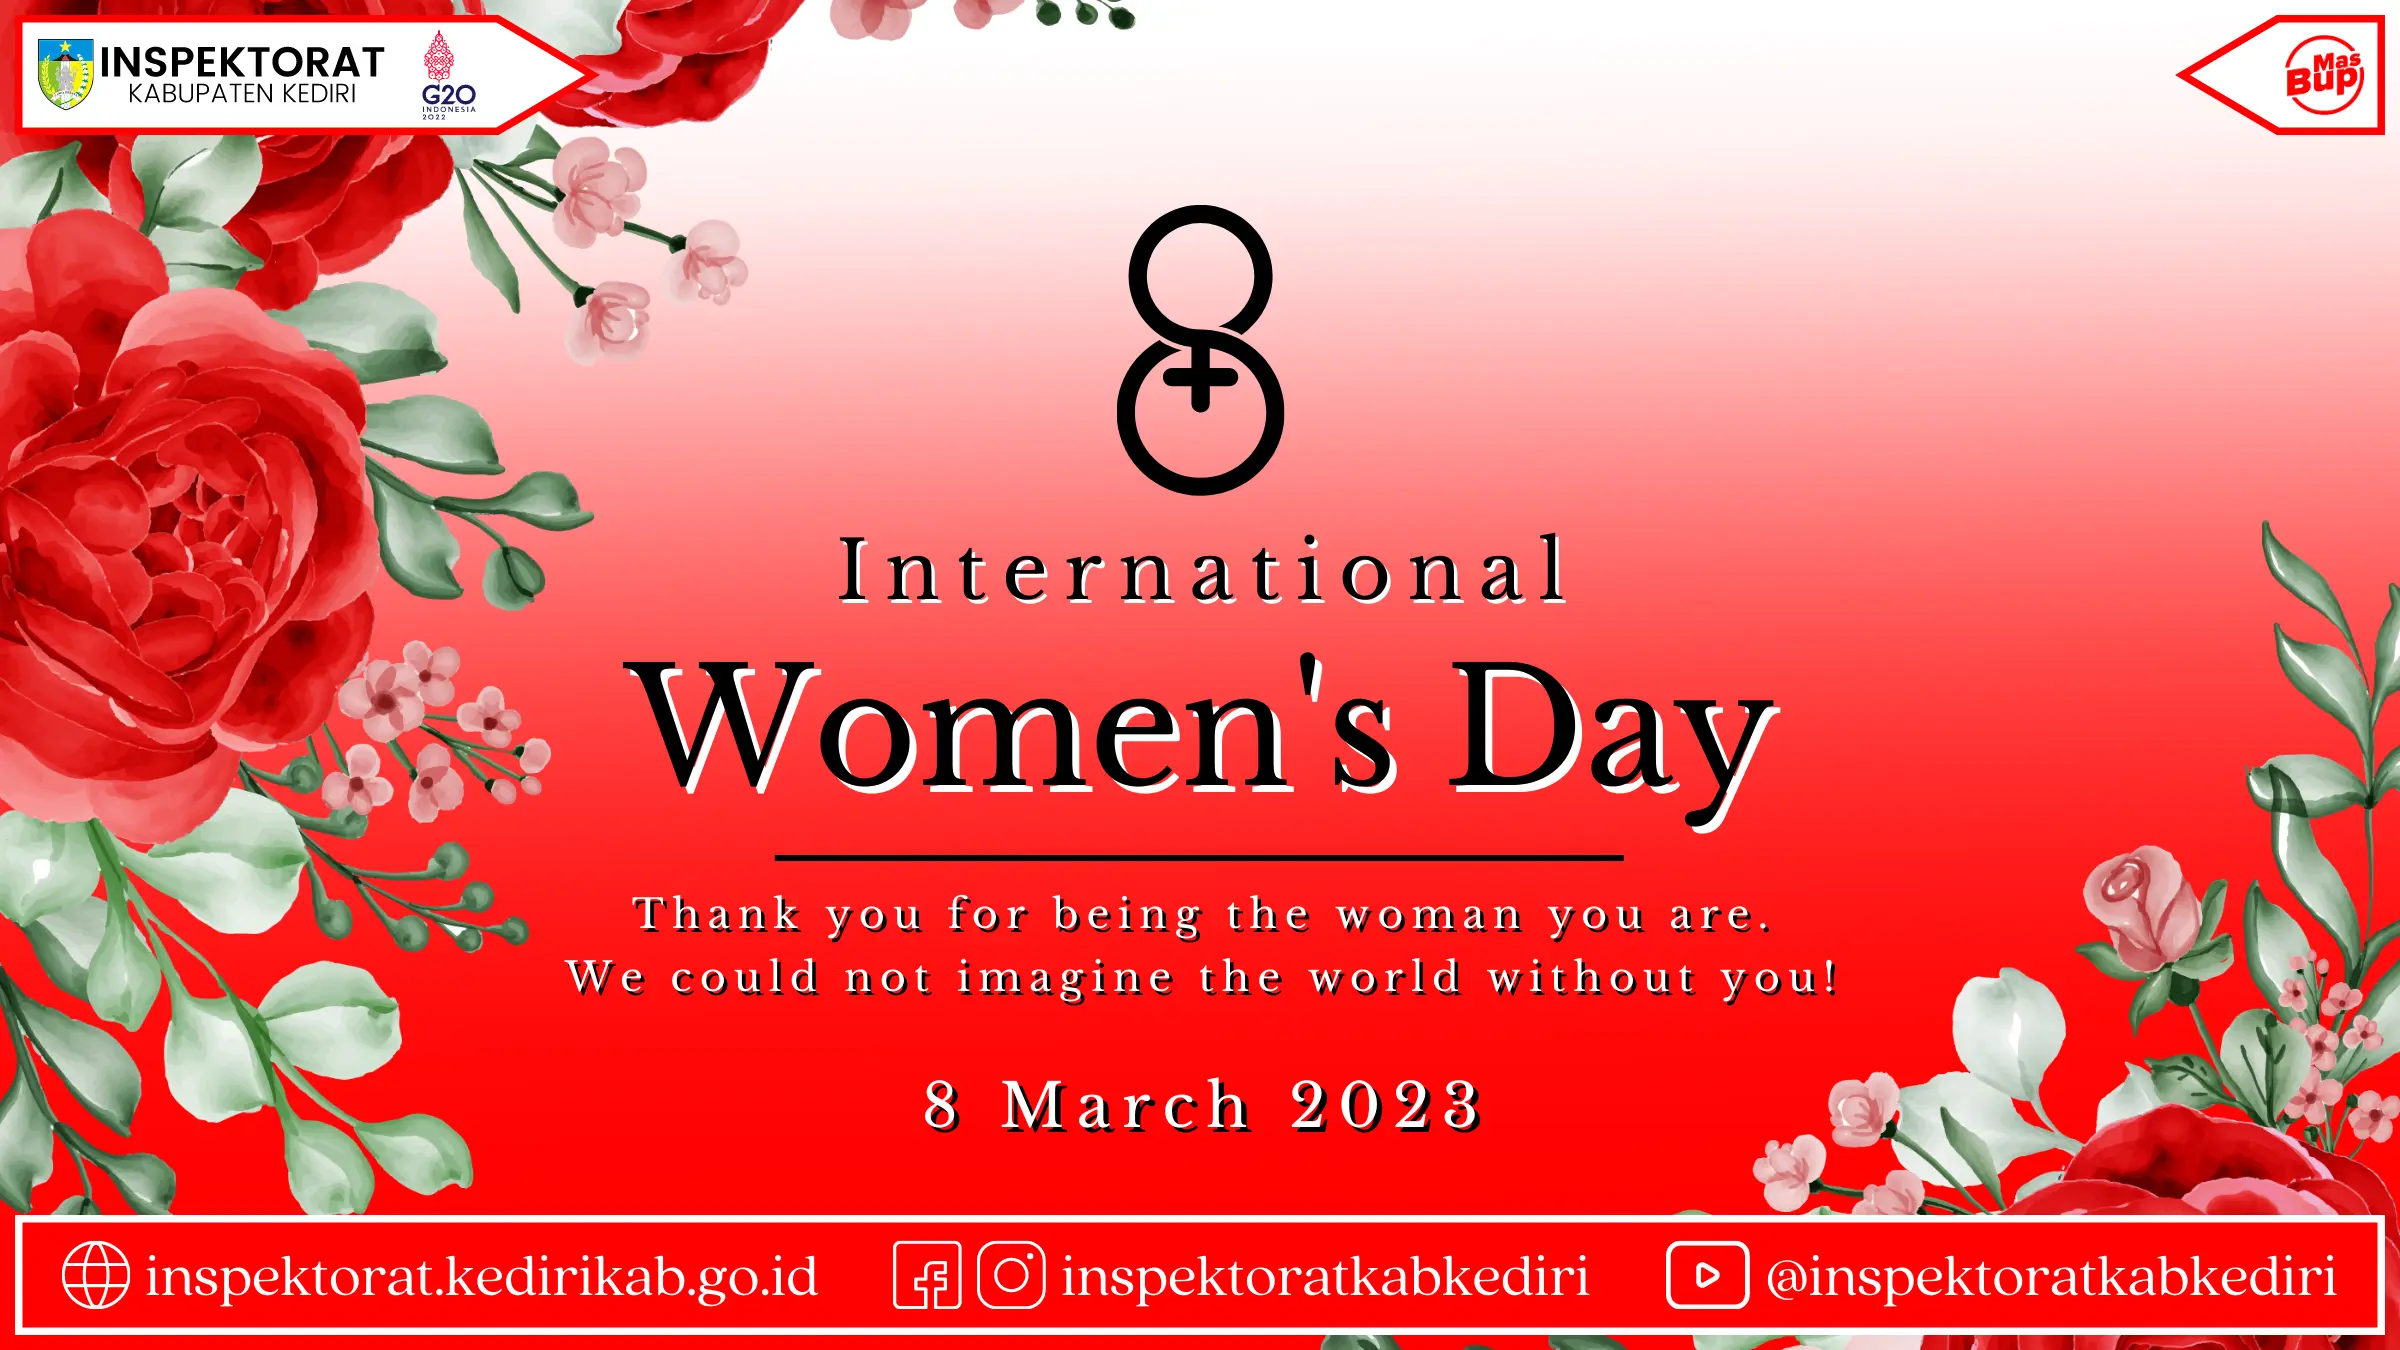 INSPEKTORAT
KABUPATEN KEDIRI
G20
INDONESIA
2022
Mas
Bup
8
International
Women's Day
Thank you for being the woman you are.
We could not imagine the world without you!
8 March 2023
inspektorat.kedirikab.go.id
inspektoratkabkediri
@inspektoratkabkediri